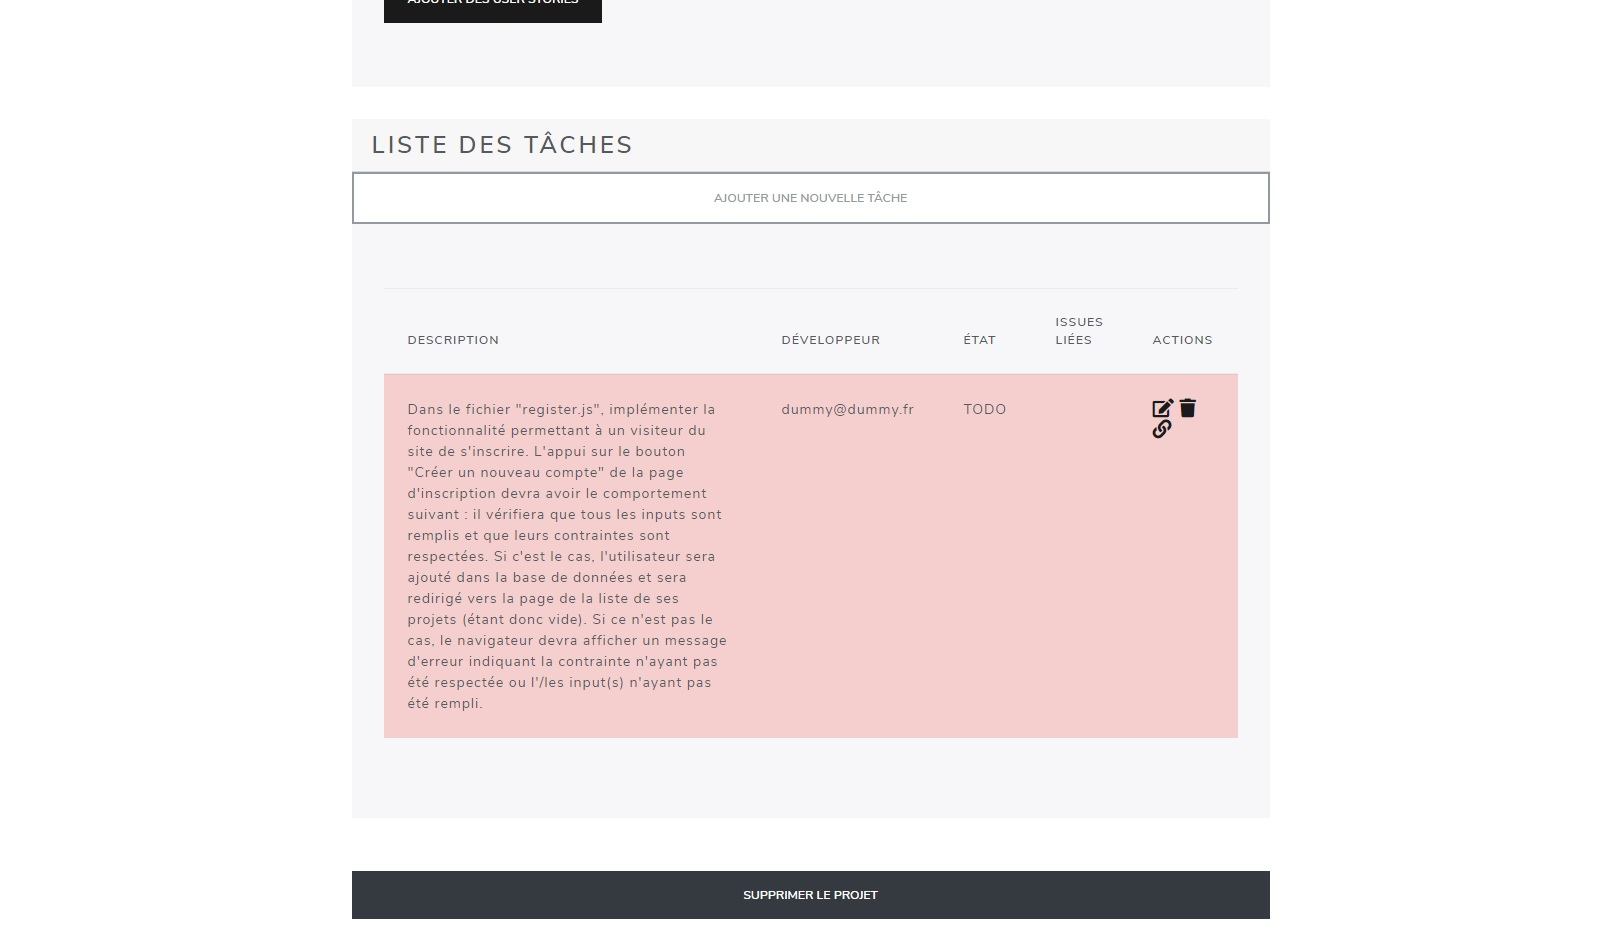 AJOUTER DES USER STORIES
LISTE DES TÂCHES
AJOUTER UNE NOUVELLE TÂCHE
DESCRIPTION
DÉVELOPPEUR
ÉTAT
ISSUES
LIÉES
ACTIONS
Dans le fichier "register.js", implémenter la
fonctionnalité permettant à un visiteur du
site de s'inscrire. L'appui sur le bouton
"Créer un nouveau compte" de la page
d'inscription devra avoir le comportement
suivant : il vérifiera que tous les inputs sont
remplis et que leurs contraintes sont
respectées. Si c'est le cas, l'utilisateur sera
ajouté dans la base de données et sera
redirigé vers la page de la liste de ses
projets (étant donc vide). Si ce n'est pas le
cas, le navigateur devra afficher un message
d'erreur indiquant la contrainte n'ayant pas
été respectée ou l'/les input(s) n'ayant pas
été rempli.
dummy@dummy.fr
TODO
SUPPRIMER LE PROJET